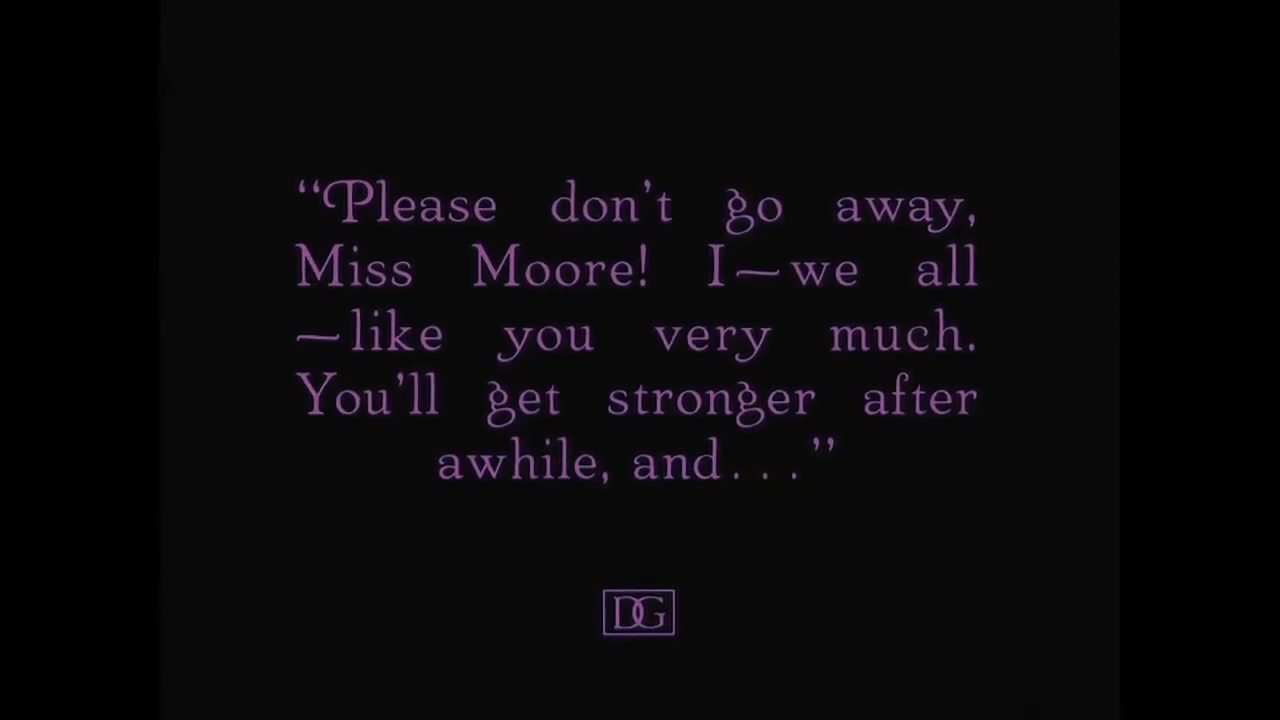 “Please don’t go away,
Miss Moore! I—we all
—like you very much.
You’ll get stronger after
awhile, and...”
DG